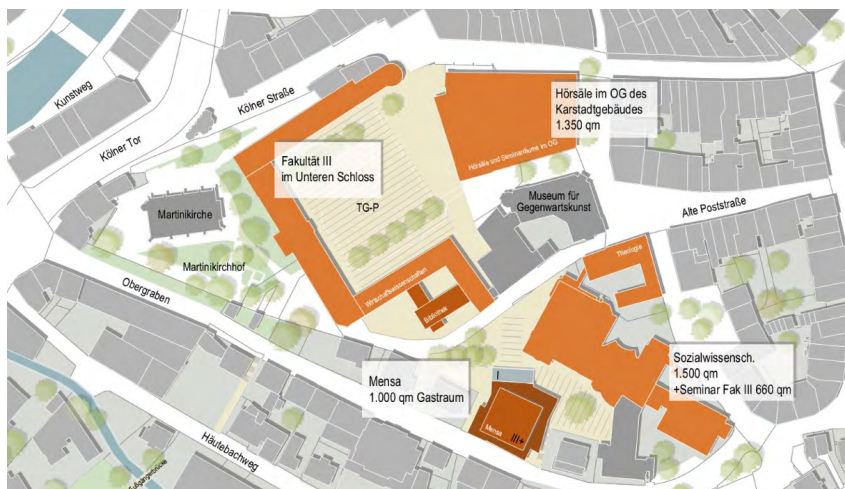 Kunstweg
Kölner Tor
Kölner Straße
Hörsäle im OG des
Karstadtgebäudes
1.350 qm
Fakultät III
im Unteren Schloss
Hörsäle und Seminarräume im OG
TG-P
Martinikirche
Museum für
Gegenwartskunst
Alte Poststraße
Martinikirchhof
Theologie
Obergraben
Wirtschaftswissenschaften
Bibliothek
Sozialwissensch.
1.500 qm
+Seminar Fak III 660 qm
Mensa
1.000 qm Gastraum
I
Mensa
III+
Häutebachweg